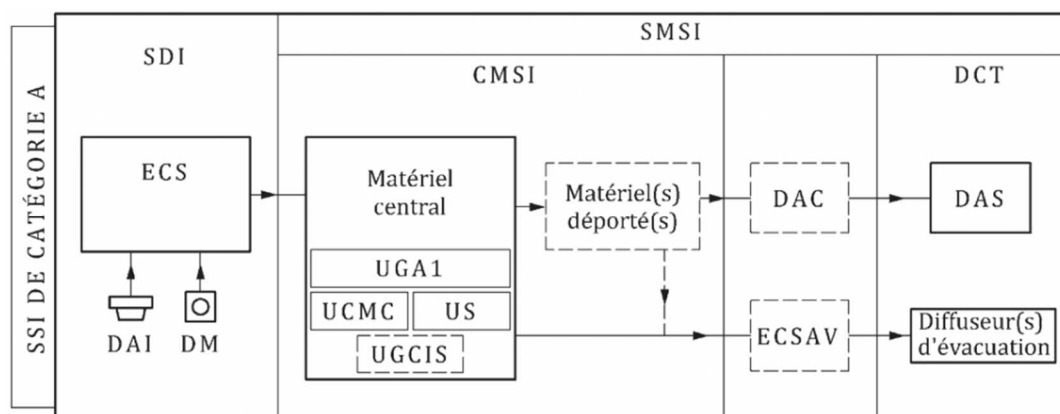 SSI DE CATÉGORIE A
SDI
SMSI
CMSI
DCT
ECS
DAI
DM
Matériel
central
UGA1
UCMC
US
UGCIS
Matériel(s)
déporté(s)
DAC
DAS
ECSAV
Diffuseur(s)
d'évacuation